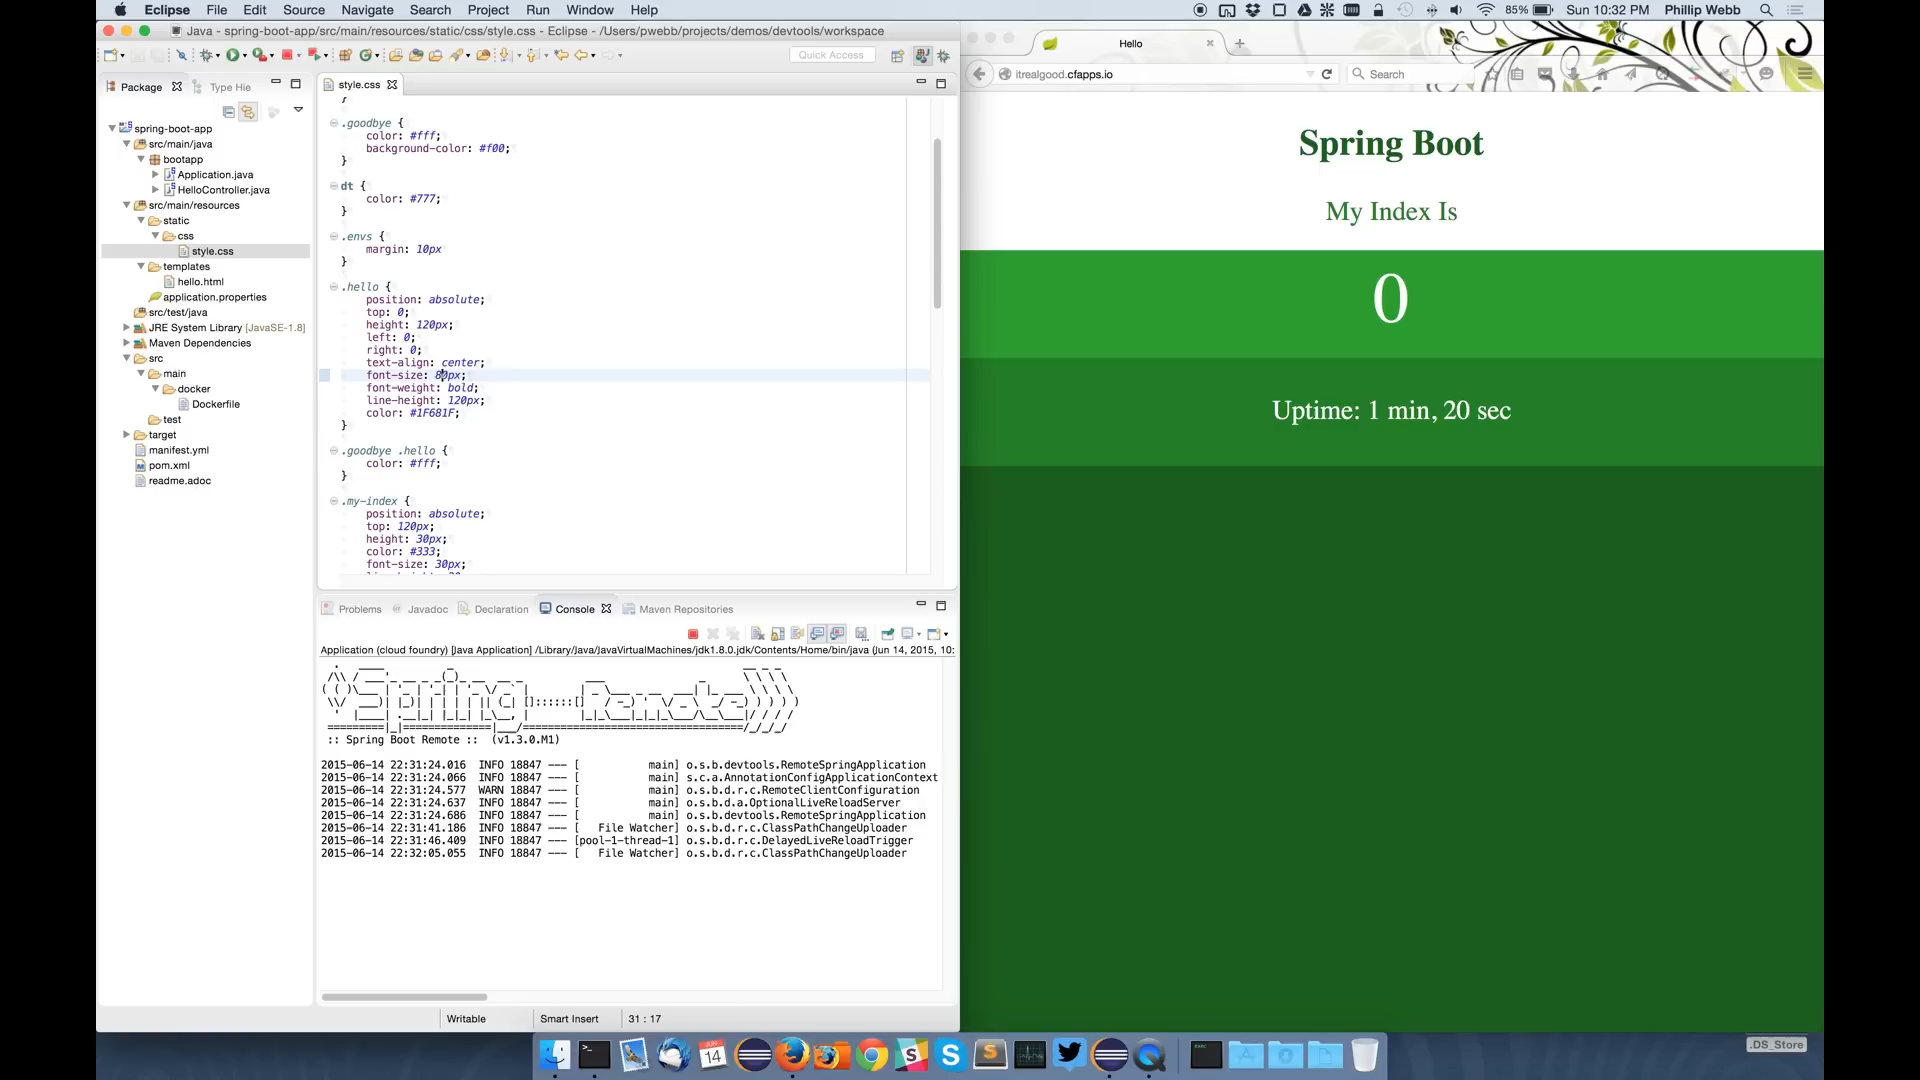 Eclipse File Edit Source Navigate Search Project Run Window Help
85% Sun 10:32 PM Phillip Webb
Java - spring-boot-app/src/main/resources/static/css/style.css - Eclipse - /Users/pwebb/projects/demos/devtools/workspace
Quick Access
Package
Type Hie
spring-boot-app
src/main/java
bootapp
Application.java
HelloController.java
src/main/resources
static
css
style.css
templates
hello.html
application.properties
src/test/java
JRE System Library [JavaSE-1.8]
Maven Dependencies
src
main
docker
Dockerfile
test
target
manifest.yml
pom.xml
readme.adoc
style.css
}
.goodbye {
color: #fff;
background-color: #f00;
}
dt {
color: #777;
}
.envs {
margin: 10px
}
.hello {
position: absolute;
top: 0;
height: 120px;
left: 0;
right: 0;
text-align: center;
font-size: 80px;
font-weight: bold;
line-height: 120px;
color: #1F681F;
}
.goodbye .hello {
color: #fff;
}
.my-index {
position: absolute;
top: 120px;
height: 30px;
color: #333;
font-size: 30px;
Problems Javadoc Declaration Console Maven Repositories
Application (cloud foundry) [Java Application] /Library/Java/JavaVirtualMachines/jdk1.8.0.jdk/Contents/Home/bin/java (Jun 14, 2015, 10:
:: Spring Boot Remote :: (v1.3.0.M1)
2015-06-14 22:31:24.016 INFO 18847 --- [ main] o.s.b.devtools.RemoteSpringApplication
2015-06-14 22:31:24.066 INFO 18847 --- [ main] s.c.a.AnnotationConfigApplicationContext
2015-06-14 22:31:24.577 WARN 18847 --- [ main] o.s.b.d.r.c.RemoteClientConfiguration
2015-06-14 22:31:24.637 INFO 18847 --- [ main] o.s.b.d.a.OptionalLiveReloadServer
2015-06-14 22:31:24.686 INFO 18847 --- [ main] o.s.b.devtools.RemoteSpringApplication
2015-06-14 22:31:41.186 INFO 18847 --- [ File Watcher] o.s.b.d.r.c.ClassPathChangeUploader
2015-06-14 22:31:46.409 INFO 18847 --- [pool-1-thread-1] o.s.b.d.r.c.DelayedLiveReloadTrigger
2015-06-14 22:32:05.055 INFO 18847 --- [ File Watcher] o.s.b.d.r.c.ClassPathChangeUploader
Writable
Smart Insert
31 : 17
Hello
itrealgood.cfapps.io
Search
Spring Boot
My Index Is
0
Uptime: 1 min, 20 sec
JUN
14
.DS_Store